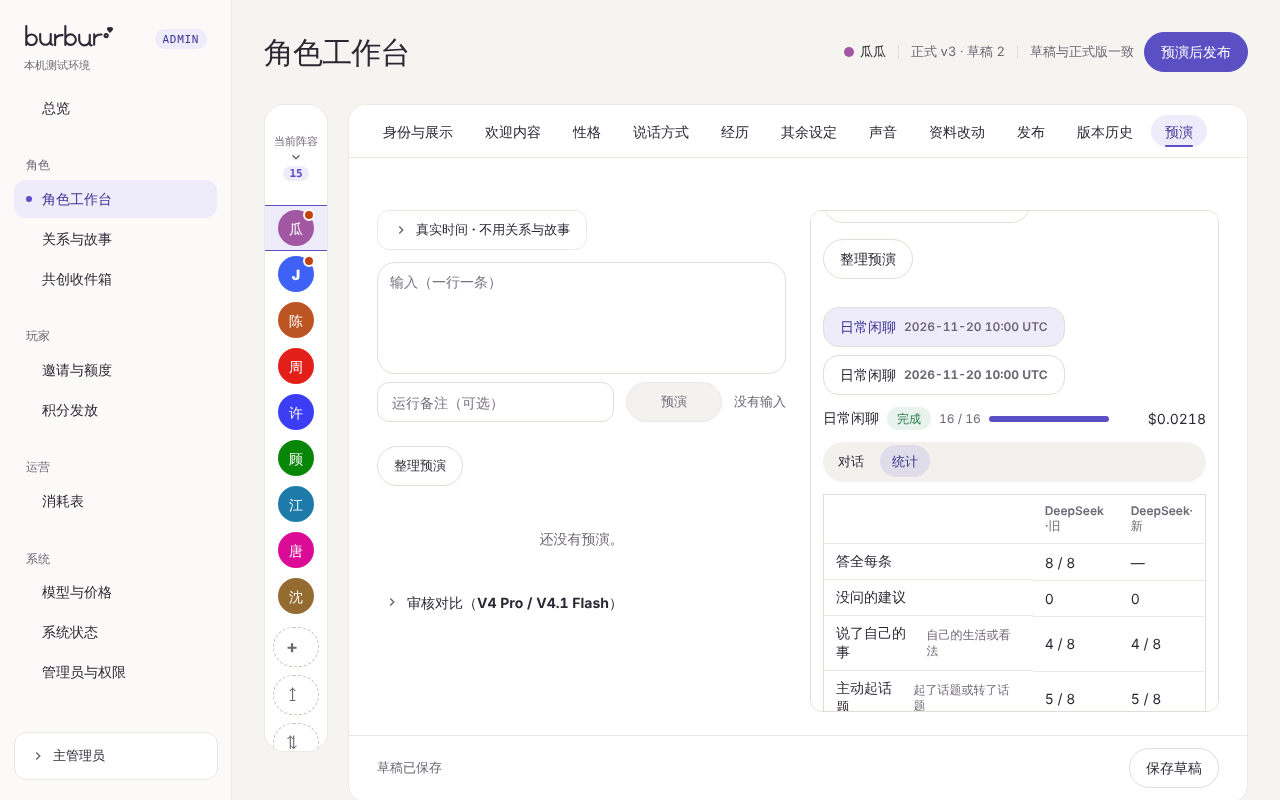 burbur
ADMIN
本机测试环境
总览
角色
角色工作台
关系与故事
共创收件箱
玩家
邀请与额度
积分发放
运营
消耗表
系统
模型与价格
系统状态
管理员与权限
主管理员
角色工作台
瓜瓜 正式 v3 · 草稿 2 草稿与正式版一致 预演后发布
当前阵容
15
瓜
J
陈
周
许
顾
江
唐
沈
+
身份与展示 欢迎内容 性格 说话方式 经历 其余设定 声音 资料改动 发布 版本历史 预演
真实时间 · 不用关系与故事
输入（一行一条）
运行备注（可选） 预演 没有输入
整理预演
还没有预演。
审核对比（V4 Pro / V4.1 Flash）
整理预演
日常闲聊 2026-11-20 10:00 UTC
日常闲聊 2026-11-20 10:00 UTC
日常闲聊 完成 16 / 16 $0.0218
对话 统计
DeepSeek DeepSeek·
·旧 新
答全每条 8 / 8 —
没问的建议 0 0
说了自己的事 自己的生活或看法 4 / 8 4 / 8
主动起话题 起了话题或转了话题 5 / 8 5 / 8
草稿已保存 保存草稿